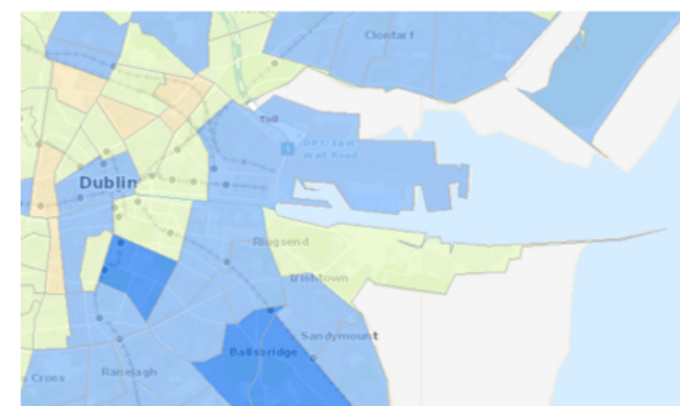 Clontarf
Toll
DPT/East
Wall Road
Dublin
Ringsend
Irishtown
Sandymount
Ballsbridge
Ranelagh
Cross